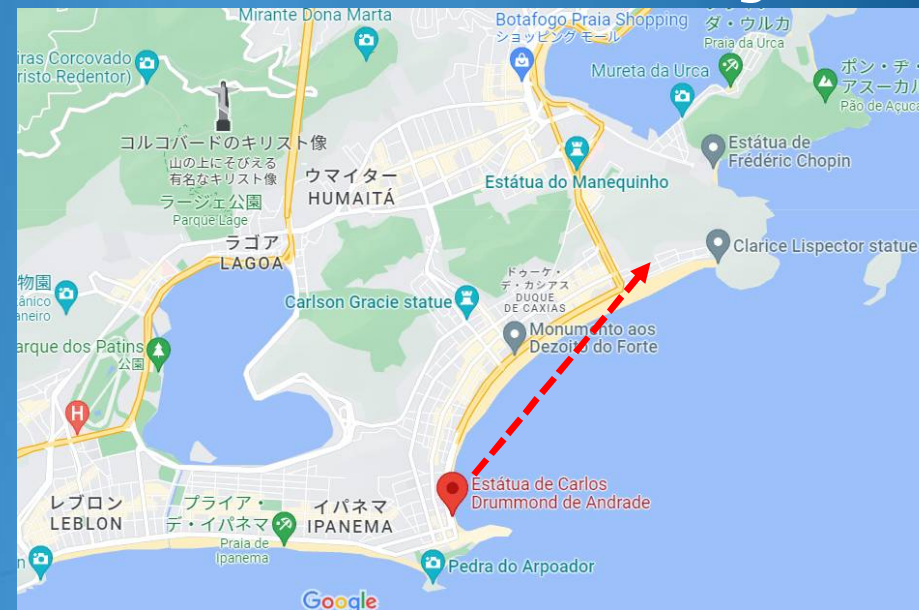 Mirante Dona Marta
Botafogo Praia Shopping
ショッピング モール
ダ・ウルカ
Praia da Urca
iras Corcovado
risto Redentor)
Mureta da Urca
ポン・チ・
アスーカル
Pão de Açuca
コルコバードのキリスト像
山の上にそびえる
有名なキリスト像
ウマイター
HUMAITÁ
Estátua do Manequinho
Estátua de
Frédéric Chopin
ラージェ公園
Parque Lage
ラゴア
LAGOA
Clarice Lispector statue
物園
ânico
aneiro
Carlson Gracie statue
ドゥーケ・
デ・カシアス
DUQUE
DE CAXIAS
Monumento aos
Dezoito do Forte
arque dos Patins
公園
H
Estátua de Carlos
Drummond de Andrade
レブロン
LEBLON
プライア・
デ・イパネマ
Praia de
Ipanema
イパネマ
IPANEMA
Pedra do Arpoador
Google